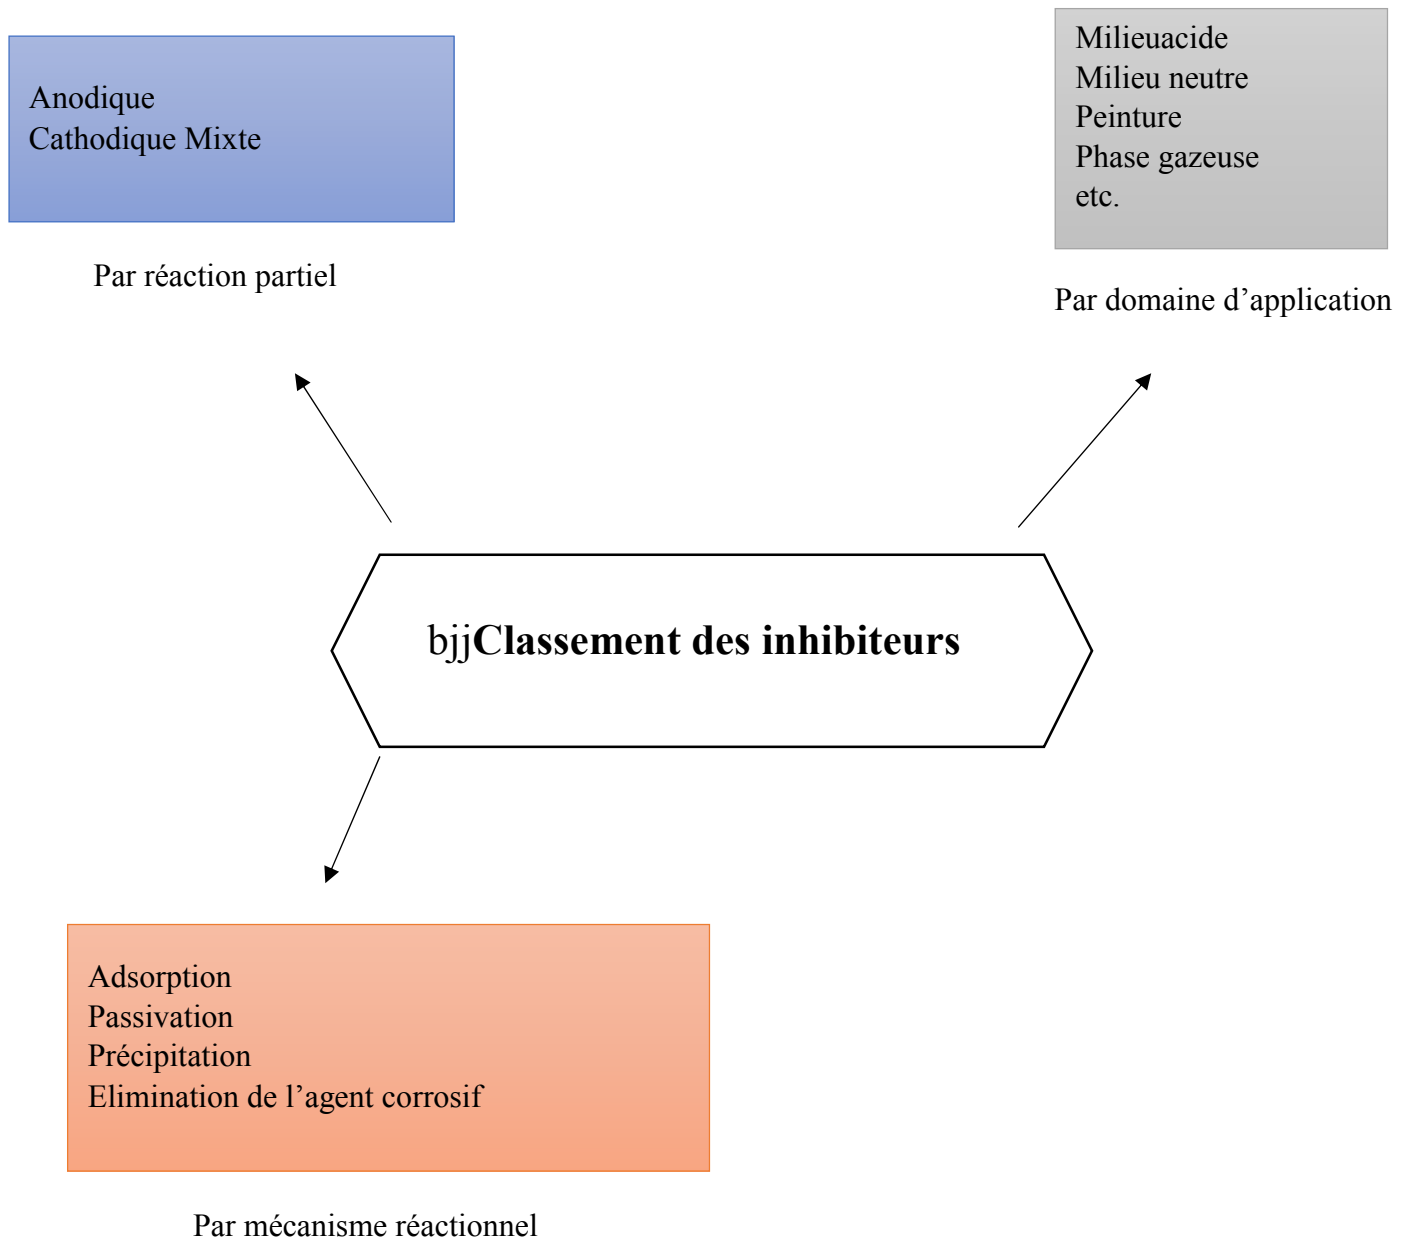 Anodique
Cathodique Mixte
Par réaction partiel
Milieuacide
Milieu neutre
Peinture
Phase gazeuse
etc.
Par domaine d’application
bjjClassement des inhibiteurs
Adsorption
Passivation
Précipitation
Elimination de l’agent corrosif
Par mécanisme réactionnel